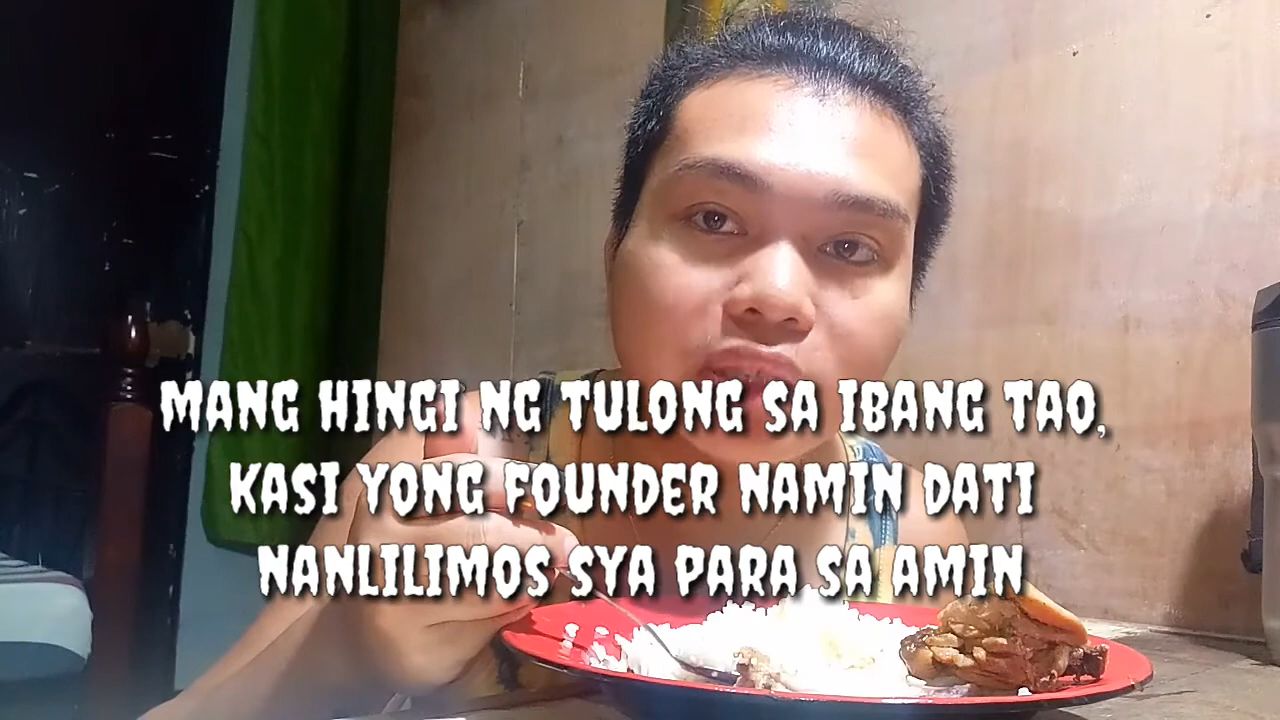 MANG HINGI NG TULONG SA IBANG TAO,
KASI YONG FOUNDER NAMIN DATI
NANLILIMOS SYA PARA SA AMIN